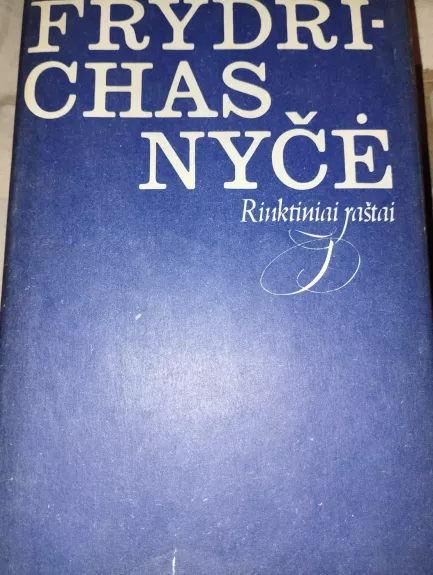 FRYDRI-
CHAS
NYČĖ
Rinktiniai raštai